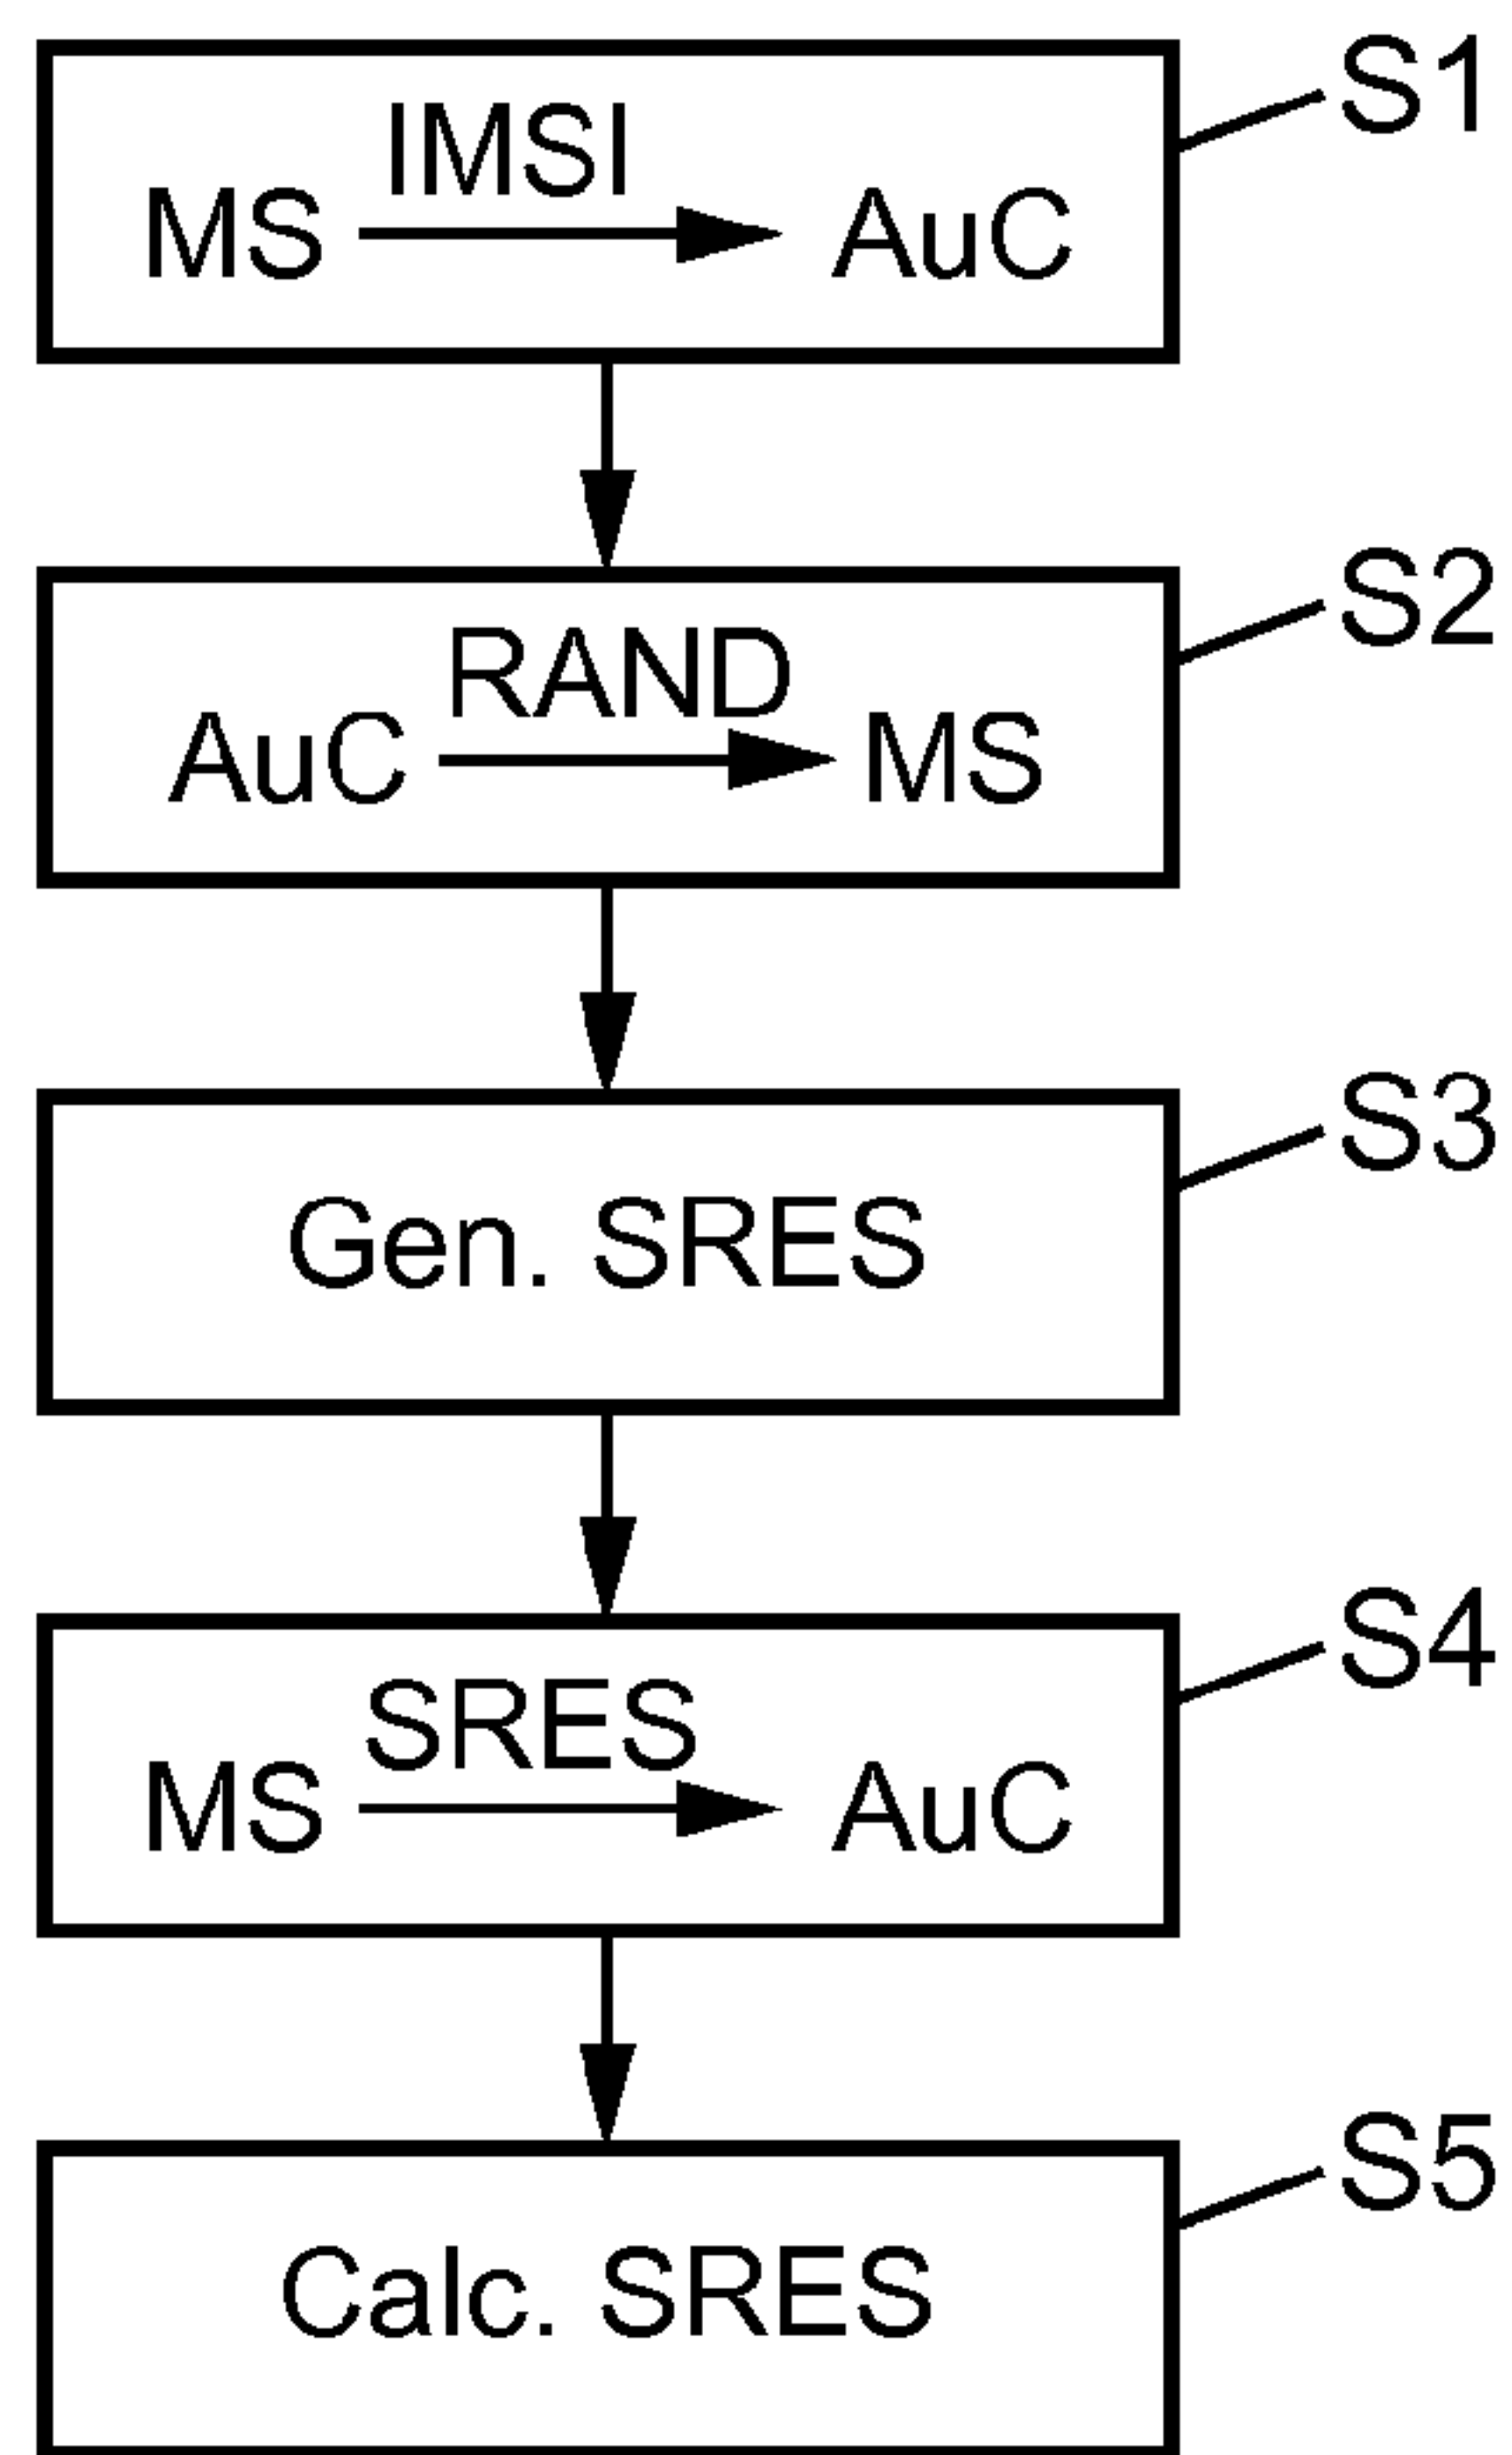 S1
IMSI
MS AuC
S2
RAND
AuC MS
S3
Gen. SRES
S4
SRES
MS AuC
S5
Calc. SRES